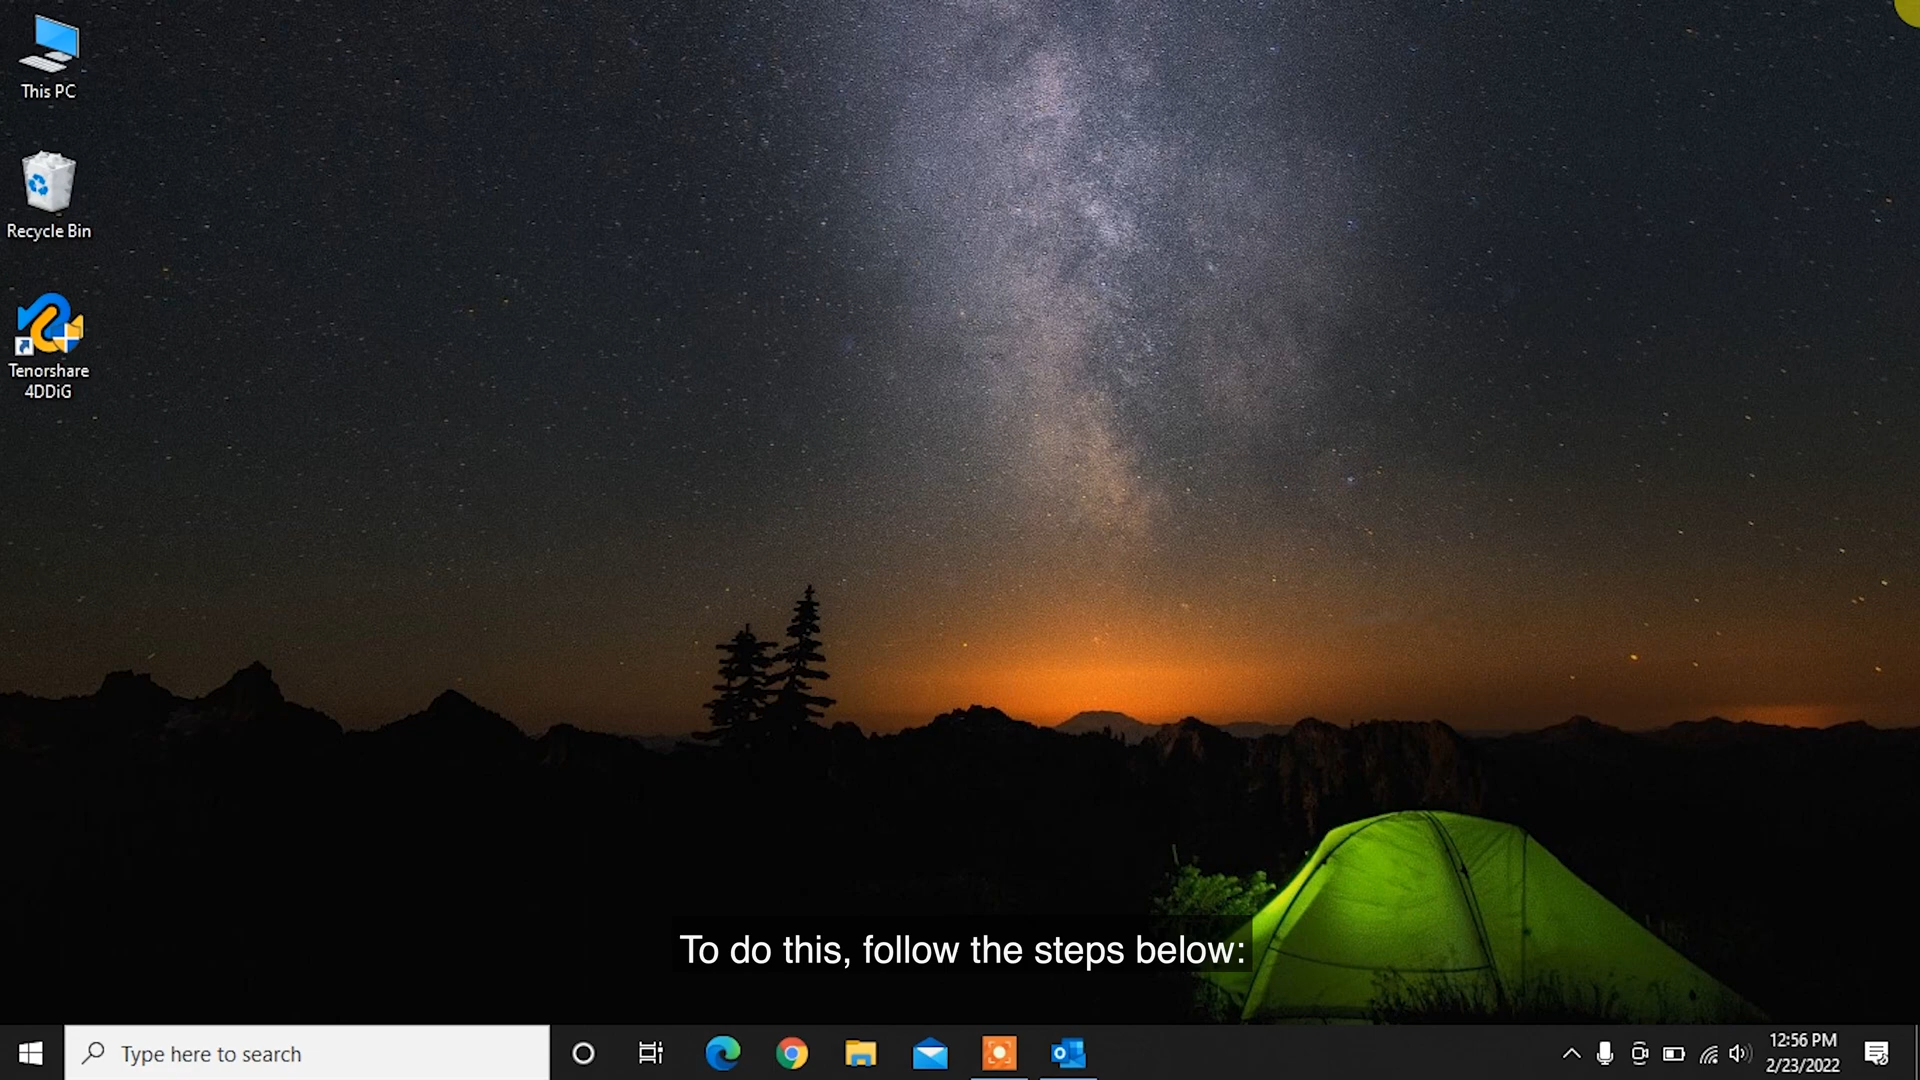 This PC
Recycle Bin
Tenorshare
4DDiG
To do this, follow the steps below:
Type here to search
12:56 PM
2/23/2022